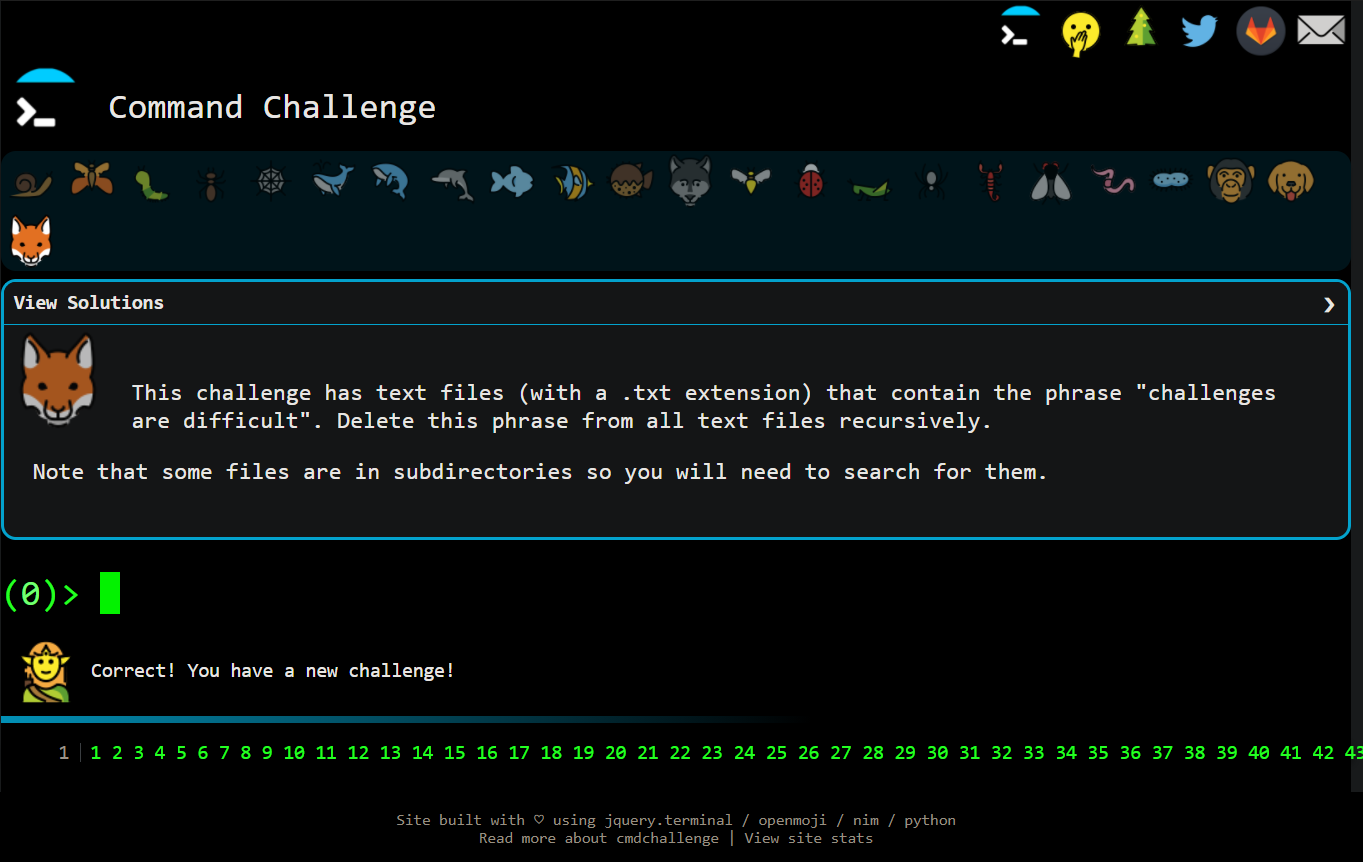 Command Challenge
View Solutions
This challenge has text files (with a .txt extension) that contain the phrase "challenges
are difficult". Delete this phrase from all text files recursively.
Note that some files are in subdirectories so you will need to search for them.
(0)>
Correct! You have a new challenge!
1 1 2 3 4 5 6 7 8 9 10 11 12 13 14 15 16 17 18 19 20 21 22 23 24 25 26 27 28 29 30 31 32 33 34 35 36 37 38 39 40 41 42 43
Site built with ♡ using jquery.terminal / openmoji / nim / python
Read more about cmdchallenge | View site stats